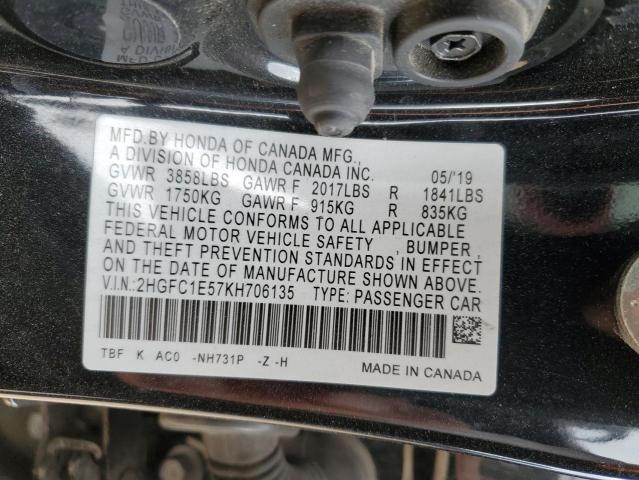 MFD.BY HONDA OF CANADA MFG.,
A DIVISION OF HONDA CANADA INC. 05/'19
GVWR 3858LBS GAWR F 2017LBS R 1841LBS
GVWR 1750KG GAWR F 915KG R 835KG
THIS VEHICLE CONFORMS TO ALL APPLICABLE
FEDERAL MOTOR VEHICLE SAFETY , BUMPER,
AND THEFT PREVENTION STANDARDS IN EFFECT
ON THE DATE OF MANUFACTURE SHOWN ABOVE.
V.I.N.:2HGFC1E57KH706135 TYPE: PASSENGER CAR
TBF K AC0 -NH731P -Z -H
MADE IN CANADA